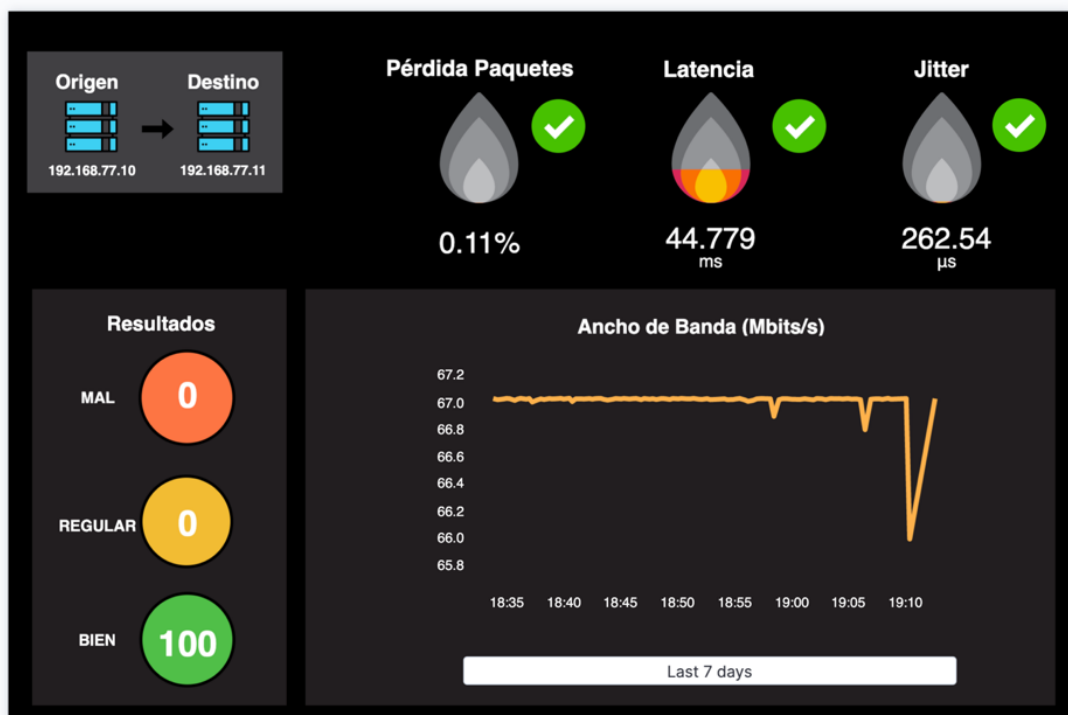 Origen
Destino
192.168.77.10
192.168.77.11
Pérdida Paquetes
0.11%
Latencia
44.779
ms
Jitter
262.54
µs
Resultados
MAL
0
REGULAR
0
BIEN
100
Ancho de Banda (Mbits/s)
67.2
67.0
66.8
66.6
66.4
66.2
66.0
65.8
18:35 18:40 18:45 18:50 18:55 19:00 19:05 19:10
Last 7 days